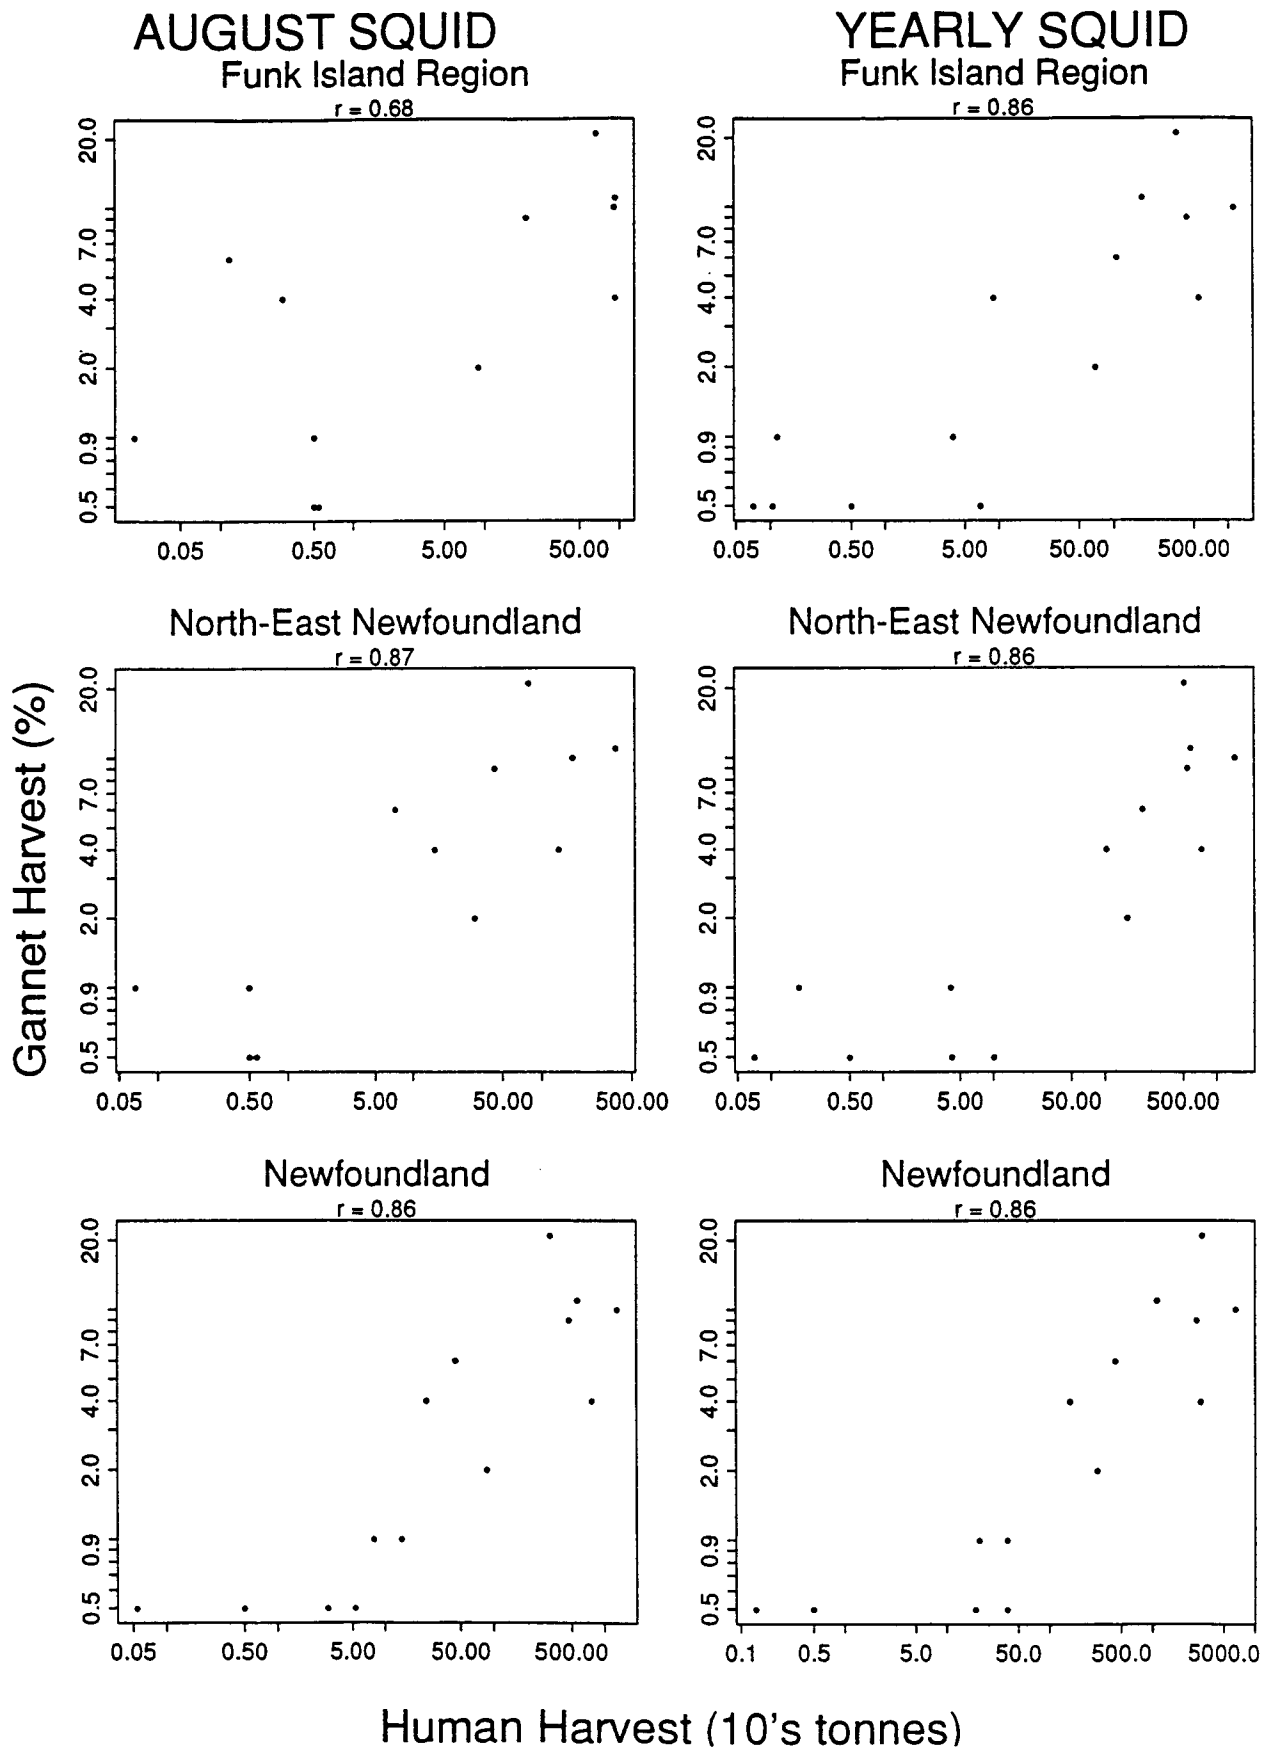 AUGUST SQUID
Funk Island Region
r = 0.68
20.0
7.0
4.0
2.0
0.9
0.5
0.05 0.50 5.00 50.00
YEARLY SQUID
Funk Island Region
r = 0.86
20.0
7.0
4.0
2.0
0.9
0.5
0.05 0.50 5.00 50.00 500.00
Gannet Harvest (%)
North-East Newfoundland
r = 0.87
20.0
7.0
4.0
2.0
0.9
0.5
0.05 0.50 5.00 50.00 500.00
North-East Newfoundland
r = 0.86
20.0
7.0
4.0
2.0
0.9
0.5
0.05 0.50 5.00 50.00 500.00
Newfoundland
r = 0.86
20.0
7.0
4.0
2.0
0.9
0.5
0.05 0.50 5.00 50.00 500.00
Newfoundland
r = 0.86
20.0
7.0
4.0
2.0
0.9
0.5
0.1 0.5 5.0 50.0 500.0 5000.0
Human Harvest (10's tonnes)